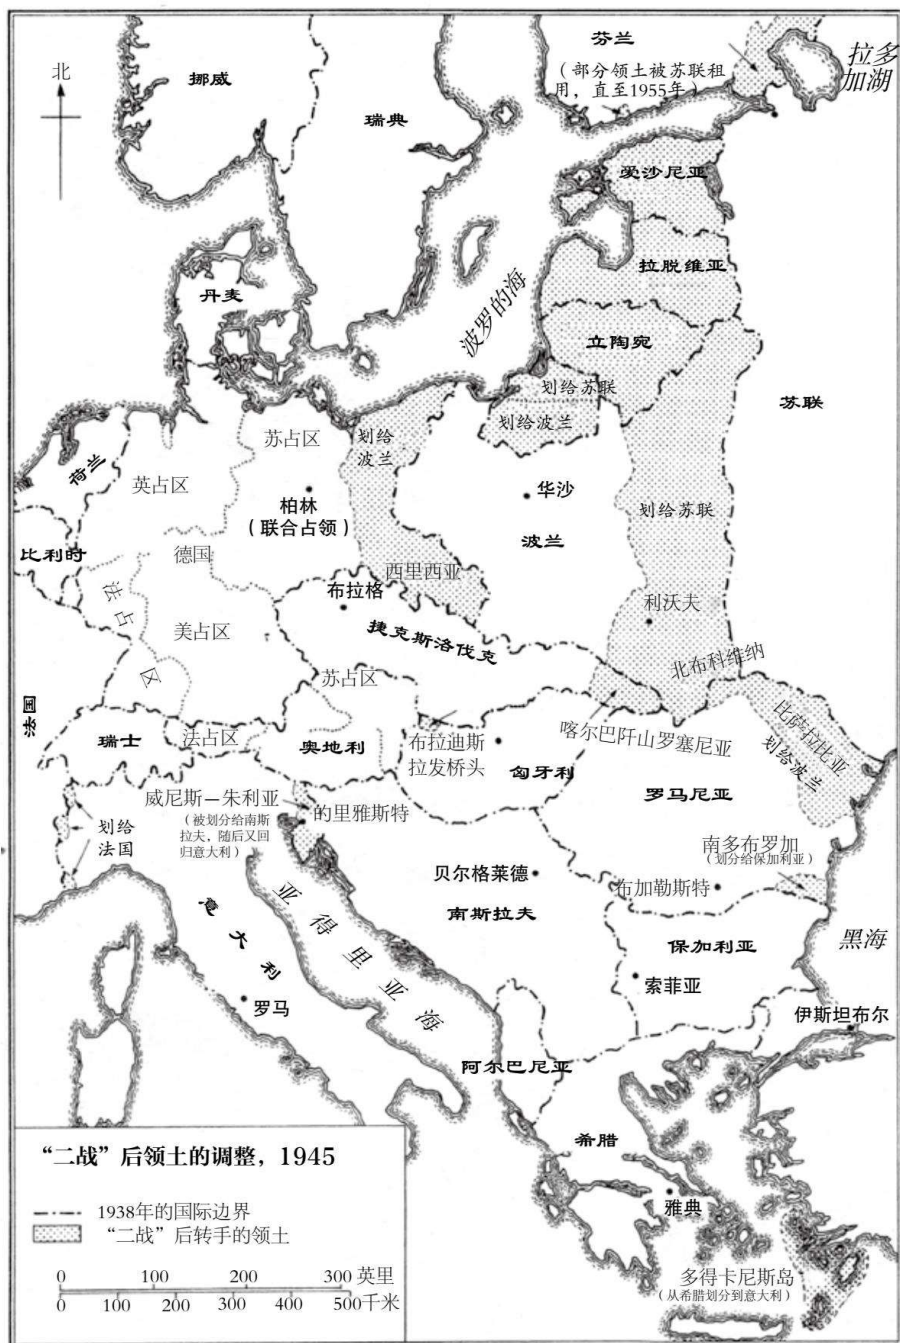 北
挪威
瑞典
芬兰
（部分领土被苏联租
用，直至1955年）
拉多
加湖
爱沙尼亚
拉脱维亚
丹麦
波罗的海
立陶宛
划给苏联
划给波兰
苏联
荷兰
英占区
苏占区
划给
波兰
柏林
（联合占领）
华沙
波兰
划给苏联
比利时
德国
法占区
美占区
西里西亚
布拉格
捷克斯洛伐克
利沃夫
北布科维纳
法国
苏占区
瑞士
法占区
奥地利
布拉迪斯
拉发桥头
匈牙利
喀尔巴阡山罗塞尼亚
比萨拉比亚
划给波兰
罗马尼亚
威尼斯—朱利亚
（被划分给南斯
拉夫，随后又回
归意大利）
的里雅斯特
划给
法国
南多布罗加
（划分给保加利亚）
贝尔格莱德
布加勒斯特
南斯拉夫
亚得里亚海
意大利
罗马
保加利亚
索菲亚
黑海
伊斯坦布尔
阿尔巴尼亚
希腊
雅典
多得卡尼斯岛
（从希腊划分到意大利）
“二战”后领土的调整，1945
1938年的国际边界
“二战”后转手的领土
0 100 200 300 英里
0 100 200 300 400 500千米